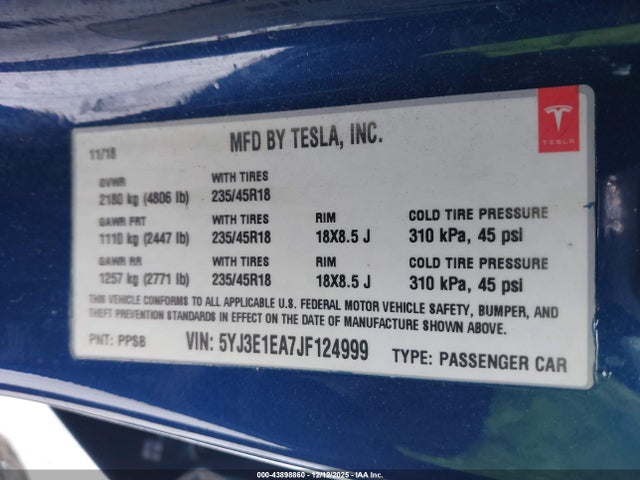 TESLA
MFD BY TESLA, INC.
11/18
GVWR WITH TIRES
2180 kg (4806 lb) 235/45R18
GAWR FRT WITH TIRES RIM COLD TIRE PRESSURE
1110 kg (2447 lb) 235/45R18 18X8.5 J 310 kPa, 45 psi
GAWR RR WITH TIRES RIM COLD TIRE PRESSURE
1257 kg (2771 lb) 235/45R18 18X8.5 J 310 kPa, 45 psi
THIS VEHICLE CONFORMS TO ALL APPLICABLE U.S. FEDERAL MOTOR VEHICLE SAFETY, BUMPER, AND
THEFT PREVENTION STANDARDS IN EFFECT ON THE DATE OF MANUFACTURE SHOWN ABOVE.
PNT: PPSB VIN: 5YJ3E1EA7JF124999 TYPE: PASSENGER CAR
000-43898860 - 12/12/2025 - IAA Inc.